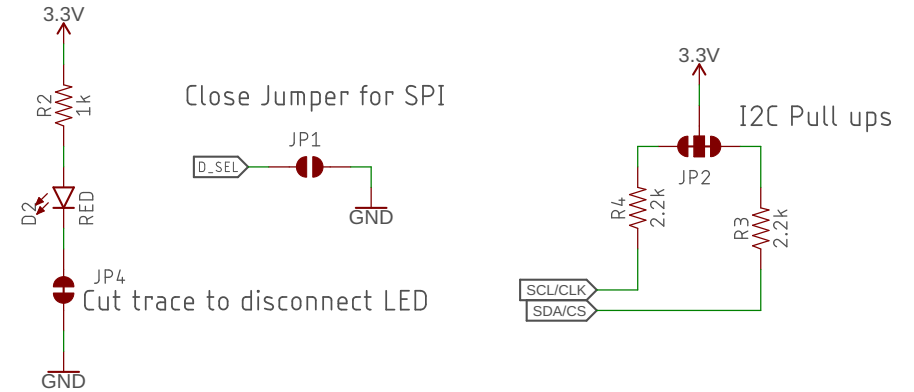 3.3V
R2
1k
D2
RED
JP4
Cut trace to disconnect LED
GND
Close Jumper for SPI
JP1
D_SEL
GND
3.3V
I2C Pull ups
JP2
R4
2.2k
R3
2.2k
SCL/CLK
SDA/CS